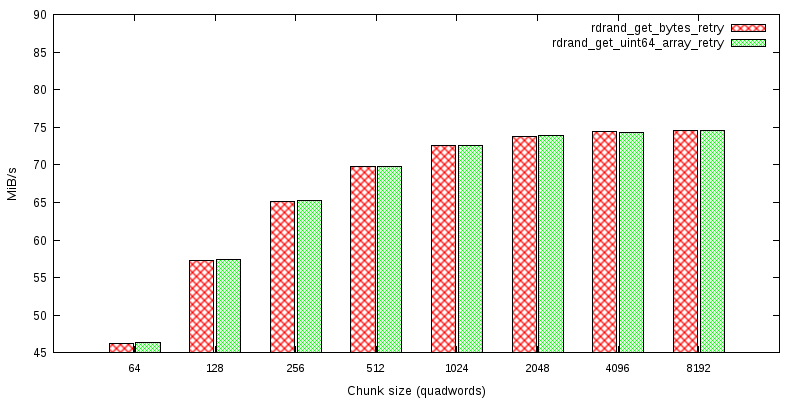 90
rdrand_get_bytes_retry
rdrand_get_uint64_array_retry
85
80
75
70
MiB/s
65
60
55
50
45
64 128 256 512 1024 2048 4096 8192
Chunk size (quadwords)